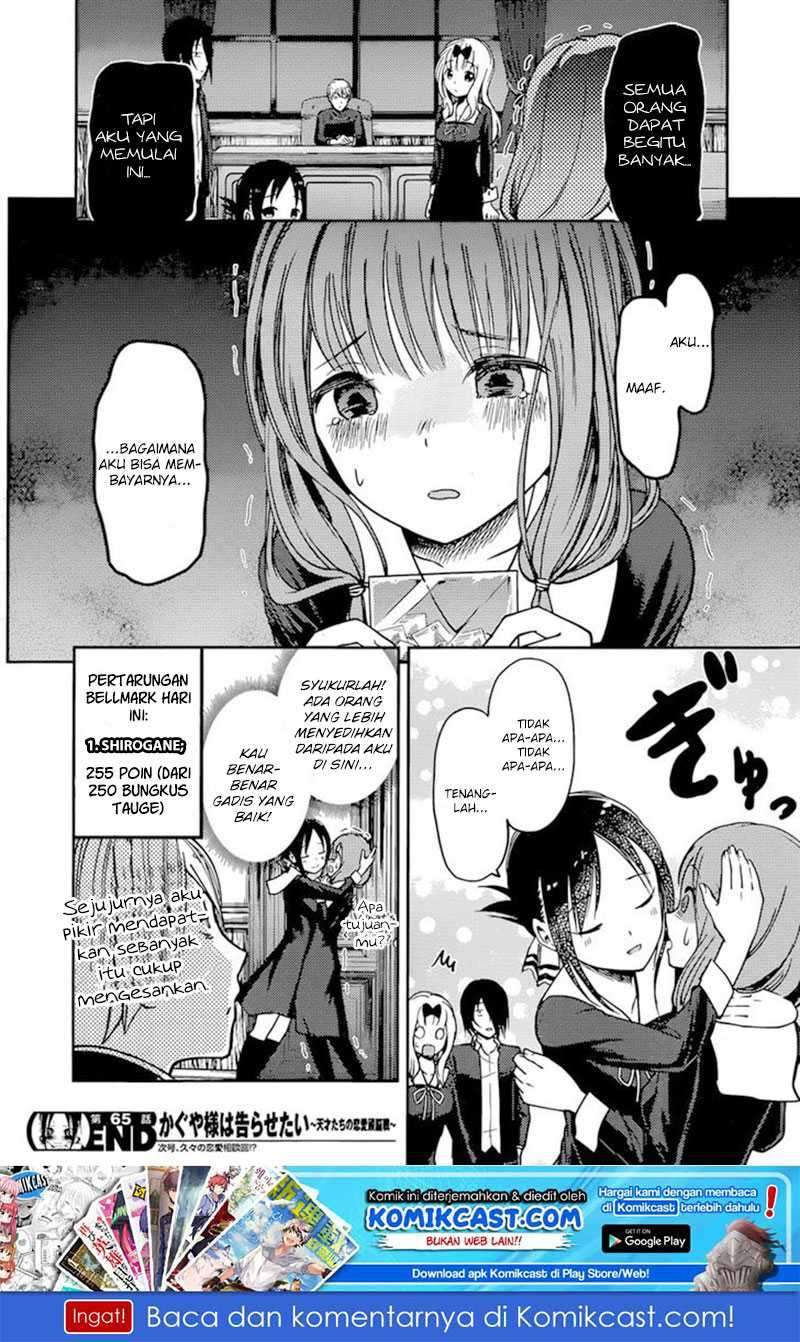 SEMUA
ORANG
DAPAT
BEGITU
BANYAK...
TAPI
AKU YANG
MEMULAI
INI...
AKU...
MAAF.
...BAGAIMANA
AKU BISA MEM-
BAYARNYA...
TIDAK
APA-APA...
TIDAK
APA-APA...
TENANG-
LAH...
ぎゅっ
SYUKURLAH!
ADA ORANG
YANG LEBIH
MENYEDIHKAN
DARIPADA AKU
DI SINI...
KAU
BENAR-
BENAR
GADIS YANG
BAIK!
Apa
tujuan-
mu?
PERTARUNGAN
BELLMARK HARI
INI:
1. SHIROGANE;
255 POIN (DARI
250 BUNGKUS
TAUGE)
Sejujurnya aku
pikir mendapat-
kan sebanyak
itu cukup
mengesankan.
第65話 END かぐや様は告らせたい ~天才たちの恋愛頭脳戦~
次号、久々の恋愛相談回!?
Komik ini diterjemahkan & diedit oleh
KOMIKCAST.COM
BUKAN WEB LAIN!!
Hargai kami dengan membaca
di Komikcast terlebih dahulu !
GET IT ON
Google Play
Download apk Komikcast di Play Store/Web!
Ingat! Baca dan komentarnya di Komikcast.com!